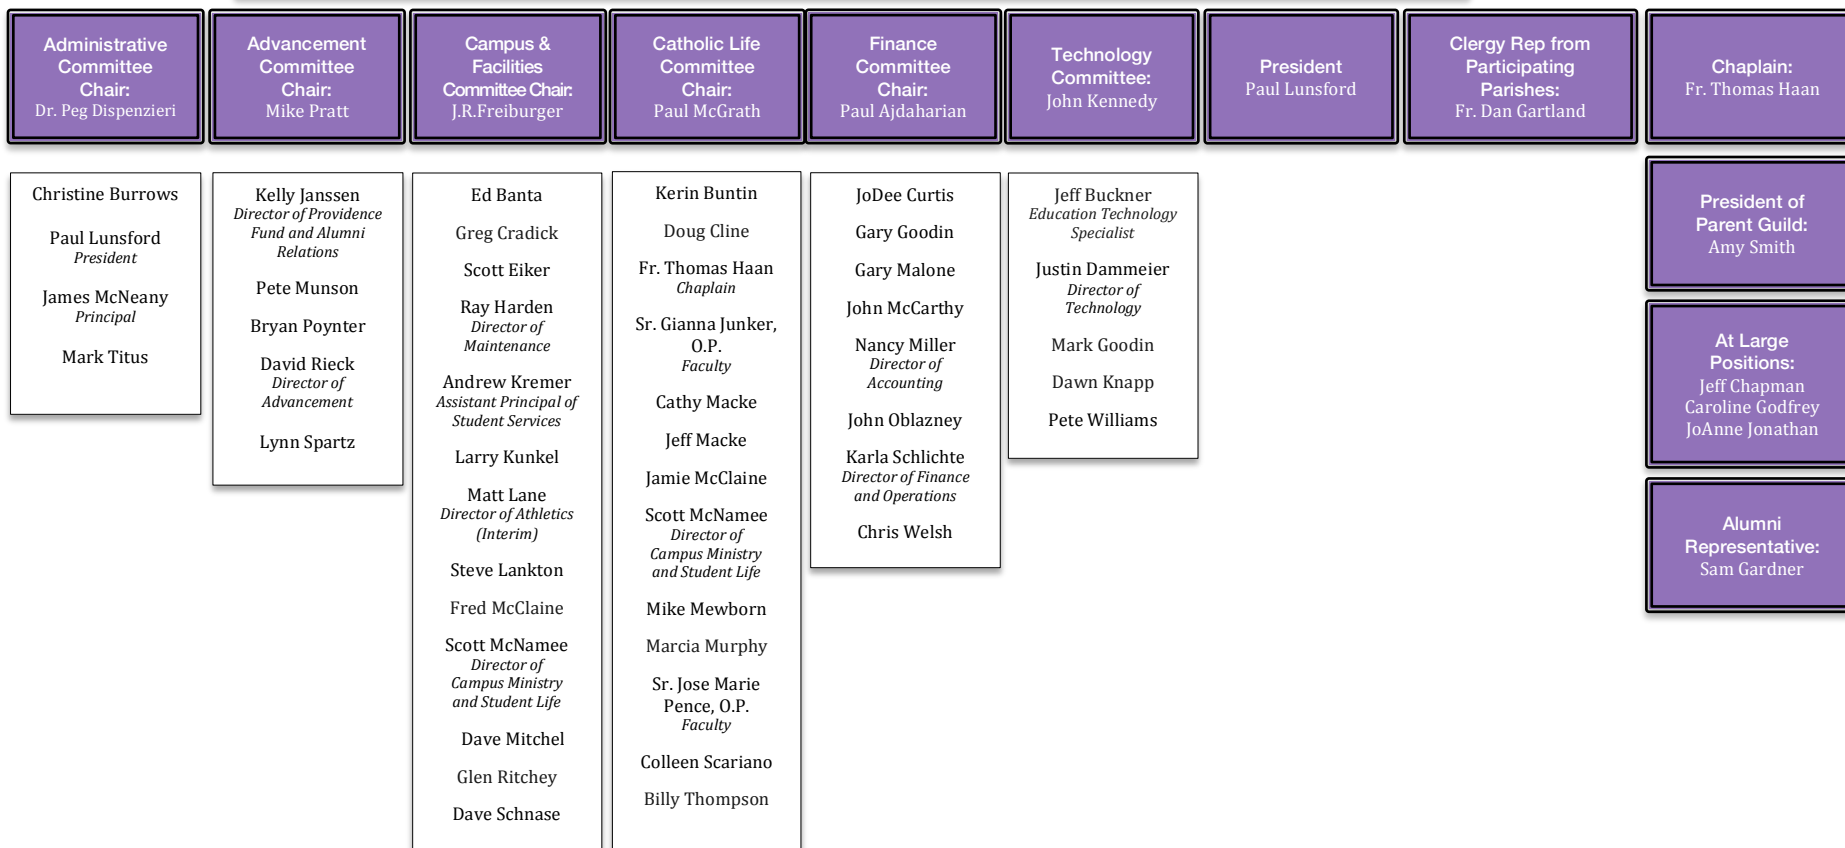 Administrative
Committee
Chair:
Dr. Peg Dispenzieri
Advancement
Committee
Chair:
Mike Pratt
Campus &
Facilities
Committee Chair:
J.R.Freiburger
Catholic Life
Committee
Chair:
Paul McGrath
Finance
Committee
Chair:
Paul Ajdaharian
Technology
Committee:
John Kennedy
President
Paul Lunsford
Clergy Rep from
Participating
Parishes:
Fr. Dan Gartland
Chaplain:
Fr. Thomas Haan
Christine Burrows
Paul Lunsford
President
James McNeany
Principal
Mark Titus
Kelly Janssen
Director of Providence
Fund and Alumni
Relations
Pete Munson
Bryan Poynter
David Rieck
Director of
Advancement
Lynn Spartz
Ed Banta
Greg Cradick
Scott Eiker
Ray Harden
Director of
Maintenance
Andrew Kremer
Assistant Principal of
Student Services
Larry Kunkel
Matt Lane
Director of Athletics
(Interim)
Steve Lankton
Fred McClaine
Scott McNamee
Director of
Campus Ministry
and Student Life
Dave Mitchel
Glen Ritchey
Dave Schnase
Kerin Buntin
Doug Cline
Fr. Thomas Haan
Chaplain
Sr. Gianna Junker,
O.P.
Faculty
Cathy Macke
Jeff Macke
Jamie McClaine
Scott McNamee
Director of
Campus Ministry
and Student Life
Mike Mewborn
Marcia Murphy
Sr. Jose Marie
Pence, O.P.
Faculty
Colleen Scariano
Billy Thompson
JoDee Curtis
Gary Goodin
Gary Malone
John McCarthy
Nancy Miller
Director of
Accounting
John Oblazney
Karla Schlichte
Director of Finance
and Operations
Chris Welsh
Jeff Buckner
Education Technology
Specialist
Justin Dammeier
Director of
Technology
Mark Goodin
Dawn Knapp
Pete Williams
President of
Parent Guild:
Amy Smith
At Large
Positions:
Jeff Chapman
Caroline Godfrey
JoAnne Jonathan
Alumni
Representative:
Sam Gardner